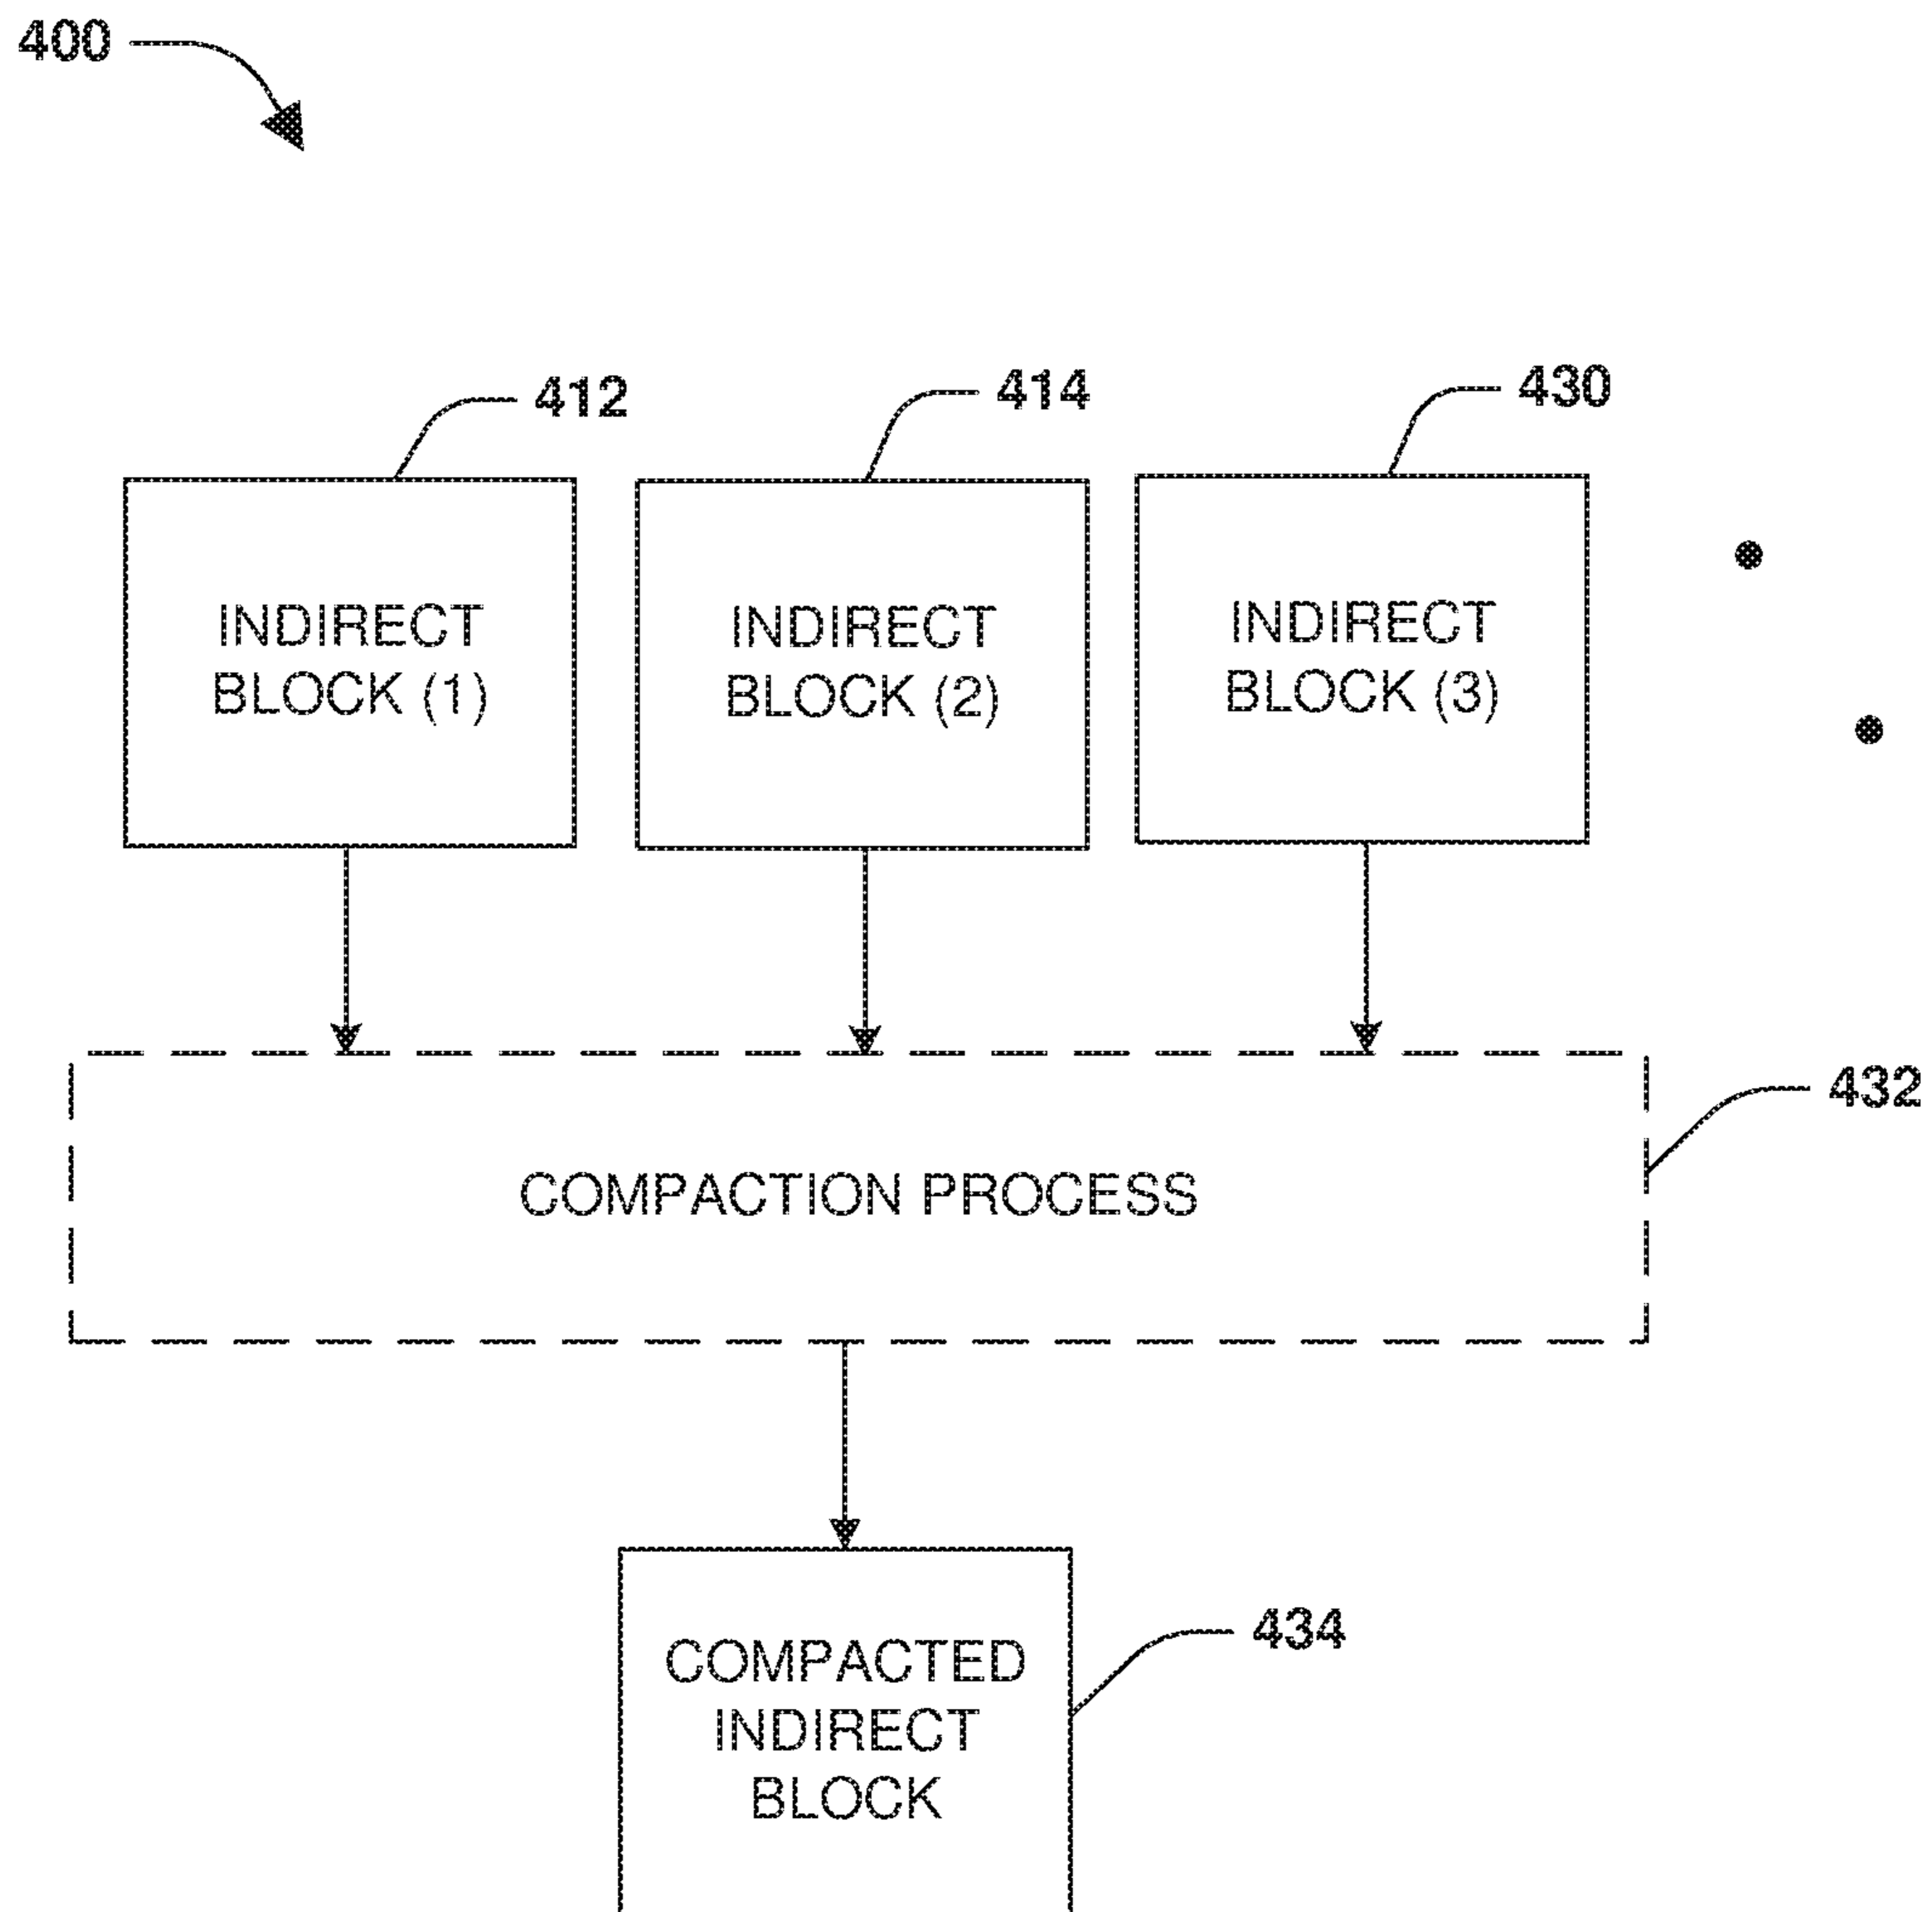 400
412
414
430
INDIRECT
BLOCK (1)
INDIRECT
BLOCK (2)
INDIRECT
BLOCK (3)
432
COMPACTION PROCESS
434
COMPACTED
INDIRECT
BLOCK